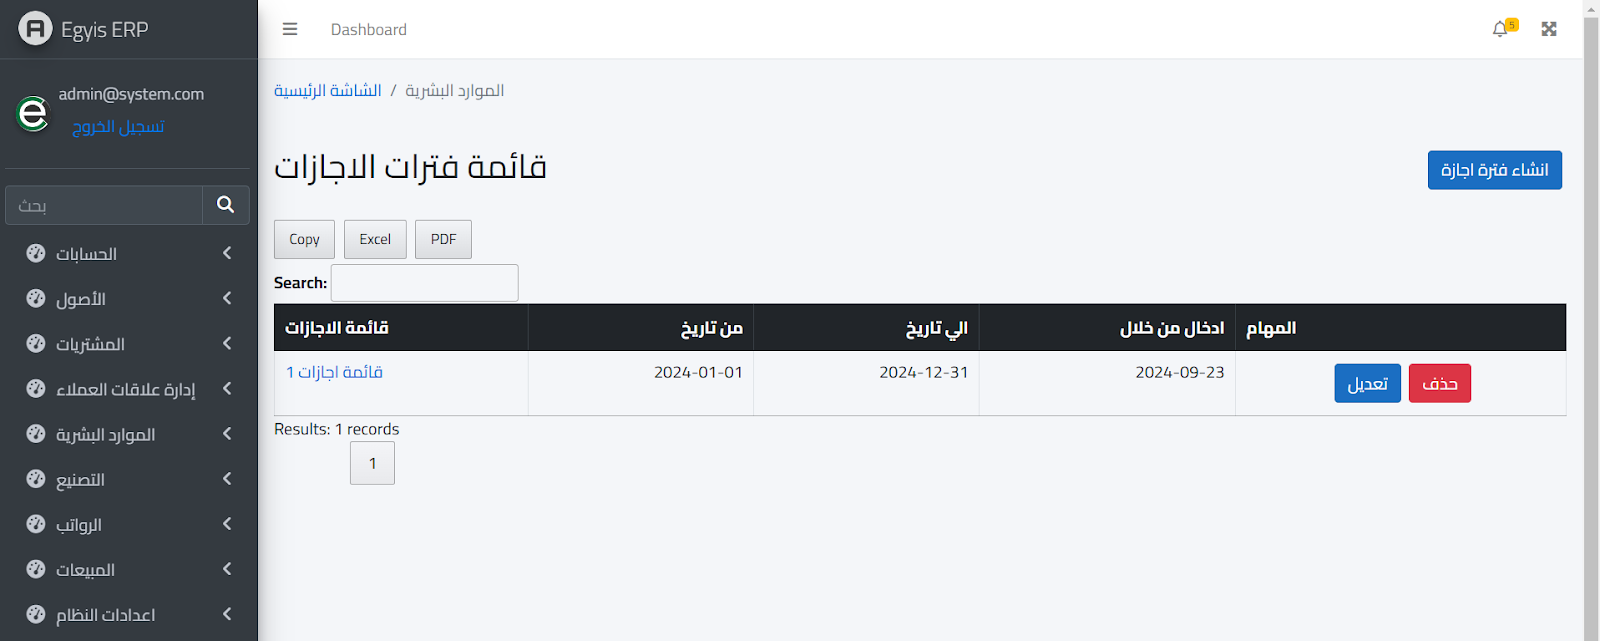 Egyis ERP
admin@system.com
تسجيل الخروج
بحث
الحسابات
الأصول
المشتريات
إدارة علاقات العملاء
الموارد البشرية
التصنيع
الرواتب
المبيعات
اعدادات النظام
Dashboard
5
الشاشة الرئيسية / الموارد البشرية
قائمة فترات الاجازات
انشاء فترة اجازة
Copy Excel PDF
Search:
قائمة الاجازات من تاريخ الي تاريخ ادخال من خلال المهام
قائمة اجازات 1 2024-01-01 2024-12-31 2024-09-23 تعديل حذف
Results: 1 records
1